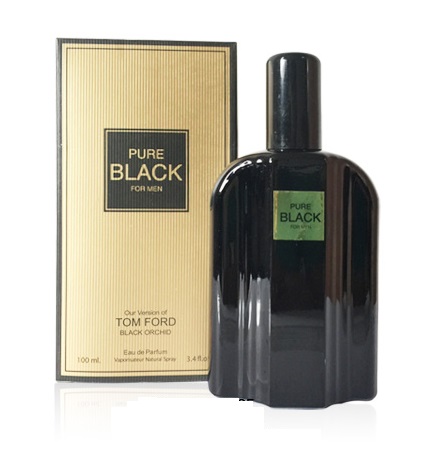 PURE
BLACK
FOR MEN
Our Version of
TOM FORD
BLACK ORCHID
Eau de Parfum
100 ml.
Vaporisateur Natural Spray
3.4 fl.o
PURE
BLACK
FOR MEN